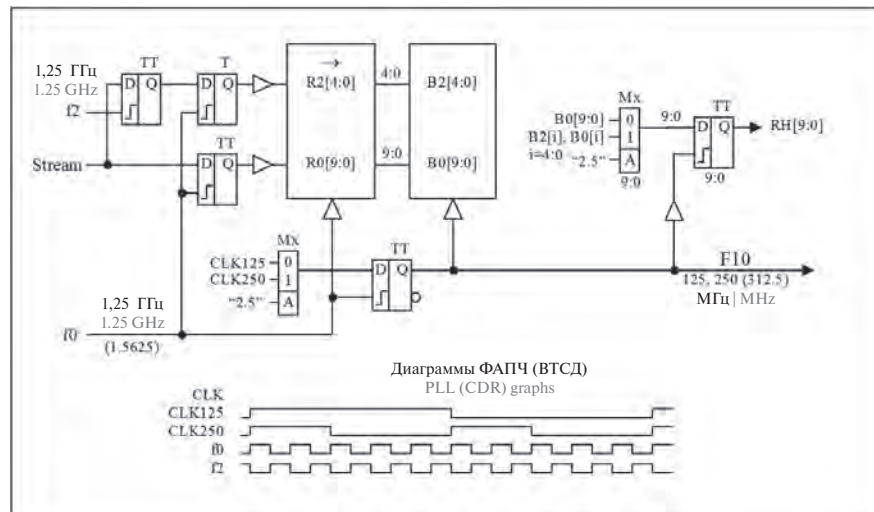 1,25 ГГц
1.25 GHz
f2
TT
D Q
T
D Q
R2[4:0]
4:0
B2[4:0]
Stream
TT
D Q
R0[9:0]
9:0
B0[9:0]
Mx
B0[9:0]
0
B2[i], B0[i]
1
i=4:0
"2.5"
A
9:0
9:0
TT
D Q
9:0
RH[9:0]
Mx
CLK125
0
CLK250
1
"2.5"
A
TT
D Q
F10
125, 250 (312.5)
МГц | MHz
1,25 ГГц
1.25 GHz
f0
(1.5625)
Диаграммы ФАПЧ (ВТСД)
PLL (CDR) graphs
CLK
CLK125
CLK250
f0
f2